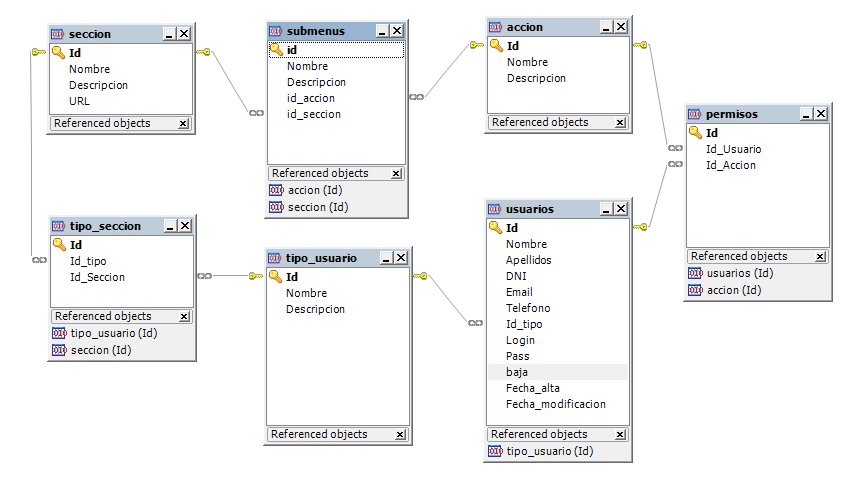 seccion
Id
Nombre
Descripcion
URL
Referenced objects
submenus
id
Nombre
Descripcion
id_accion
id_seccion
Referenced objects
accion (Id)
seccion (Id)
accion
Id
Nombre
Descripcion
Referenced objects
permisos
Id
Id_Usuario
Id_Accion
Referenced objects
usuarios (Id)
accion (Id)
tipo_seccion
Id
Id_tipo
Id_Seccion
Referenced objects
tipo_usuario (Id)
seccion (Id)
tipo_usuario
Id
Nombre
Descripcion
Referenced objects
usuarios
Id
Nombre
Apellidos
DNI
Email
Telefono
Id_tipo
Login
Pass
baja
Fecha_alta
Fecha_modificacion
Referenced objects
tipo_usuario (Id)